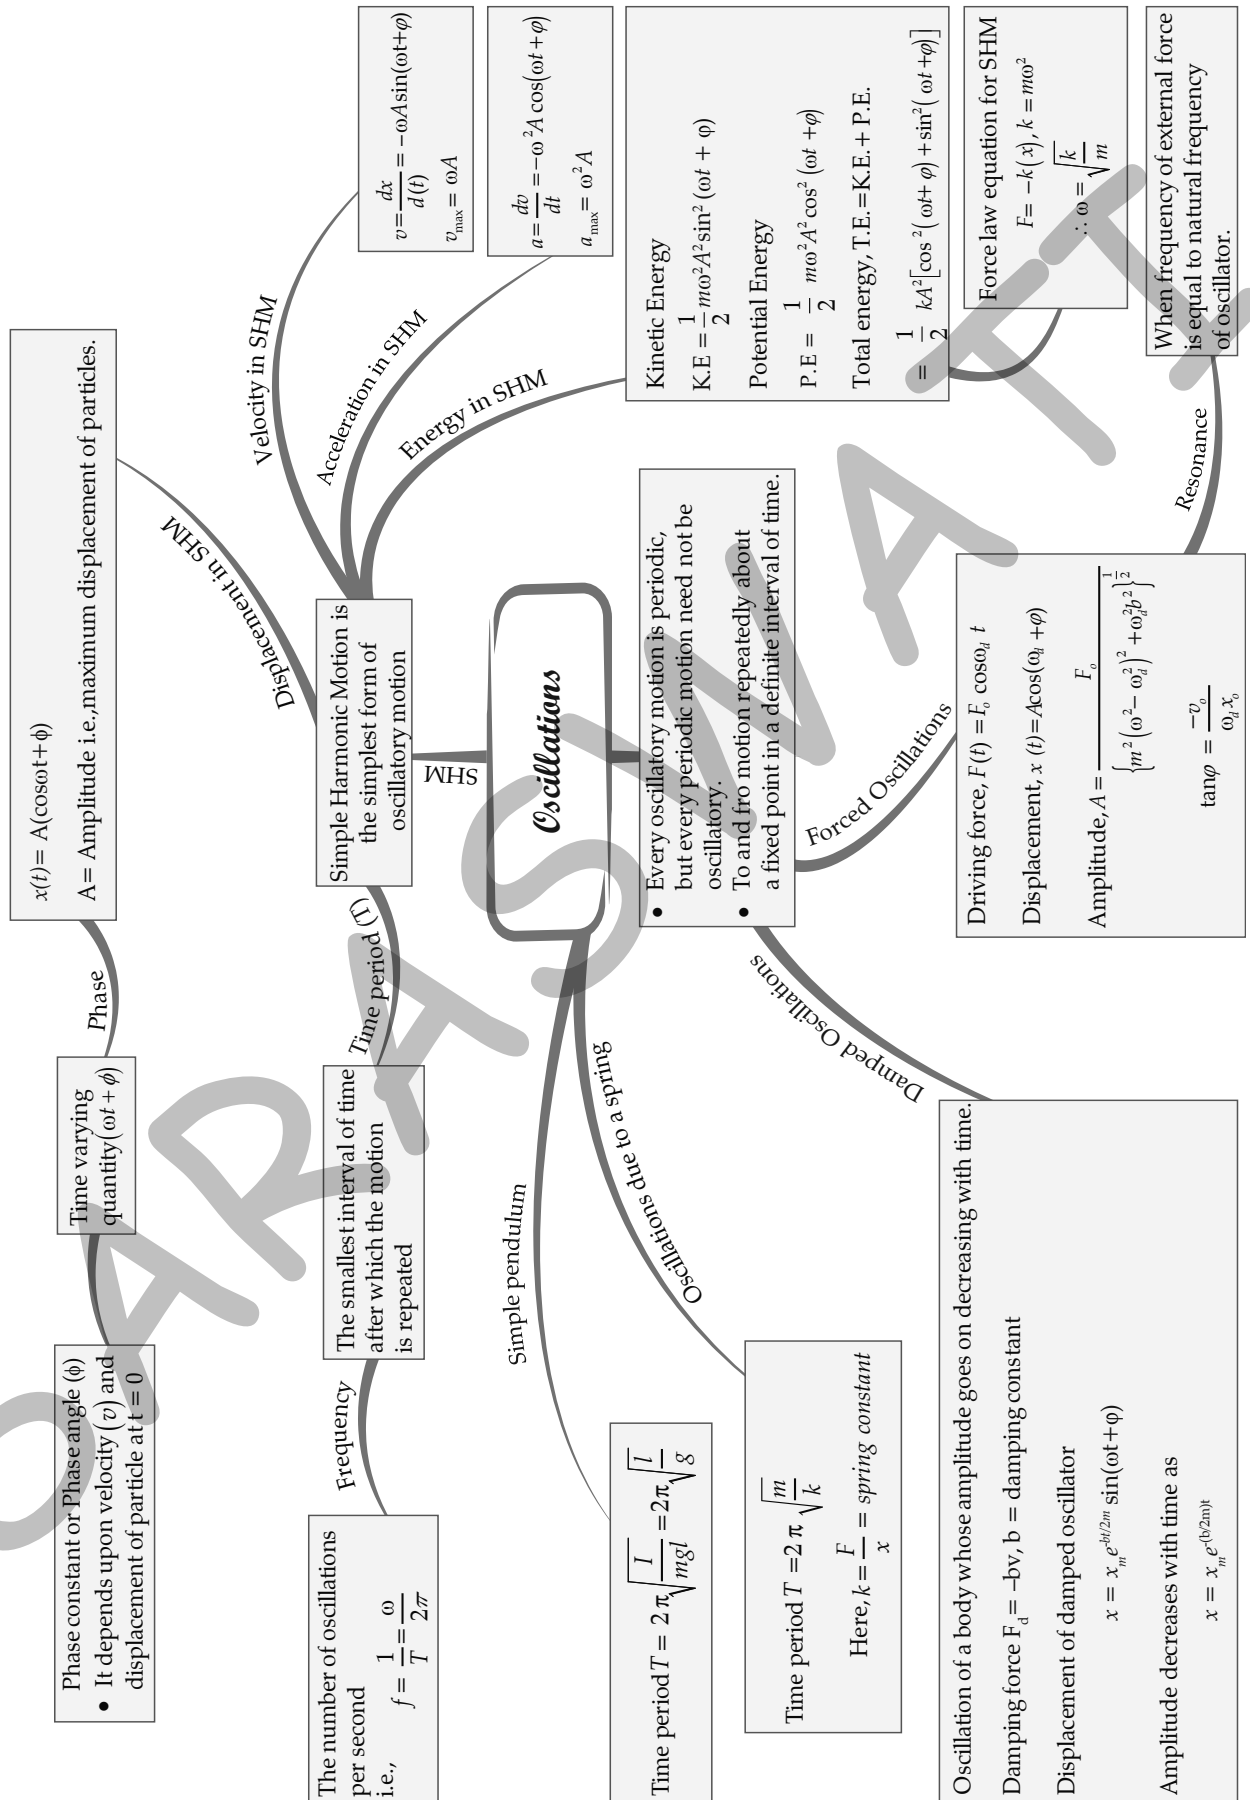 x(t)= A(cosωt+ϕ)
A= Amplitude i.e.,maximum displacement of particles.
Phase
Time varying
quantity(ωt + ϕ)
Phase constant or Phase angle (ϕ)
• It depends upon velocity (v) and
displacement of particle at t = 0
Displacement in SHM
Velocity in SHM
v = dx/d(t) = −ωAsin(ωt+φ)
v_max = ωA
Acceleration in SHM
a = dv/dt = −ω²A cos(ωt+φ)
a_max = ω²A
Energy in SHM
Kinetic Energy
K.E = 1/2 mω²A²sin² (ωt + φ)
Potential Energy
P.E = 1/2 mω²A² cos² (ωt +φ)
Total energy, T.E.=K.E.+ P.E.
= 1/2 kA²[cos²(ωt+ φ) +sin²( ωt +φ)]
Force law equation for SHM
F= −k(x), k = mω²
∴ ω = √(k/m)
Simple Harmonic Motion is
the simplest form of
oscillatory motion
SHM
Time period (T)
The smallest interval of time
after which the motion
is repeated
Frequency
The number of oscillations
per second
i.e.,
f = 1/T = ω/2π
Oscillations
Simple pendulum
Time period T = 2π√(I/mgl) =2π√(l/g)
Oscillations due to a spring
Time period T =2π√(m/k)
Here, k = F/x = spring constant
• Every oscillatory motion is periodic,
but every periodic motion need not be
oscillatory.
• To and fro motion repeatedly about
a fixed point in a definite interval of time.
Damped Oscillations
Oscillation of a body whose amplitude goes on decreasing with time.
Damping force F_d = −bv, b = damping constant
Displacement of damped oscillator
x = x_m e^-bt/2m sin(ωt+φ)
Amplitude decreases with time as
x = x_m e^-(b/2m)t
Forced Oscillations
Driving force, F(t) = F_o cosω_d t
Displacement, x (t)=Acos(ω_d +φ)
Amplitude, A = F_o/{m²(ω²− ω_d²)² +ω_d²b²}^1/2
tanφ = −v_o/ω_d x_o
Resonance
When frequency of external force
is equal to natural frequency
of oscillator.